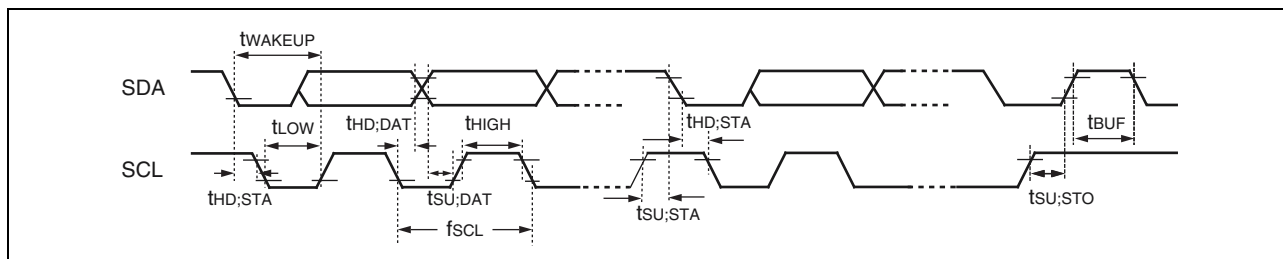 tWAKEUP
SDA
tHD;DAT
tHIGH
tHD;STA
tBUF
tLOW
SCL
tHD;STA
tSU;DAT
tSU;STA
tSU;STO
fSCL